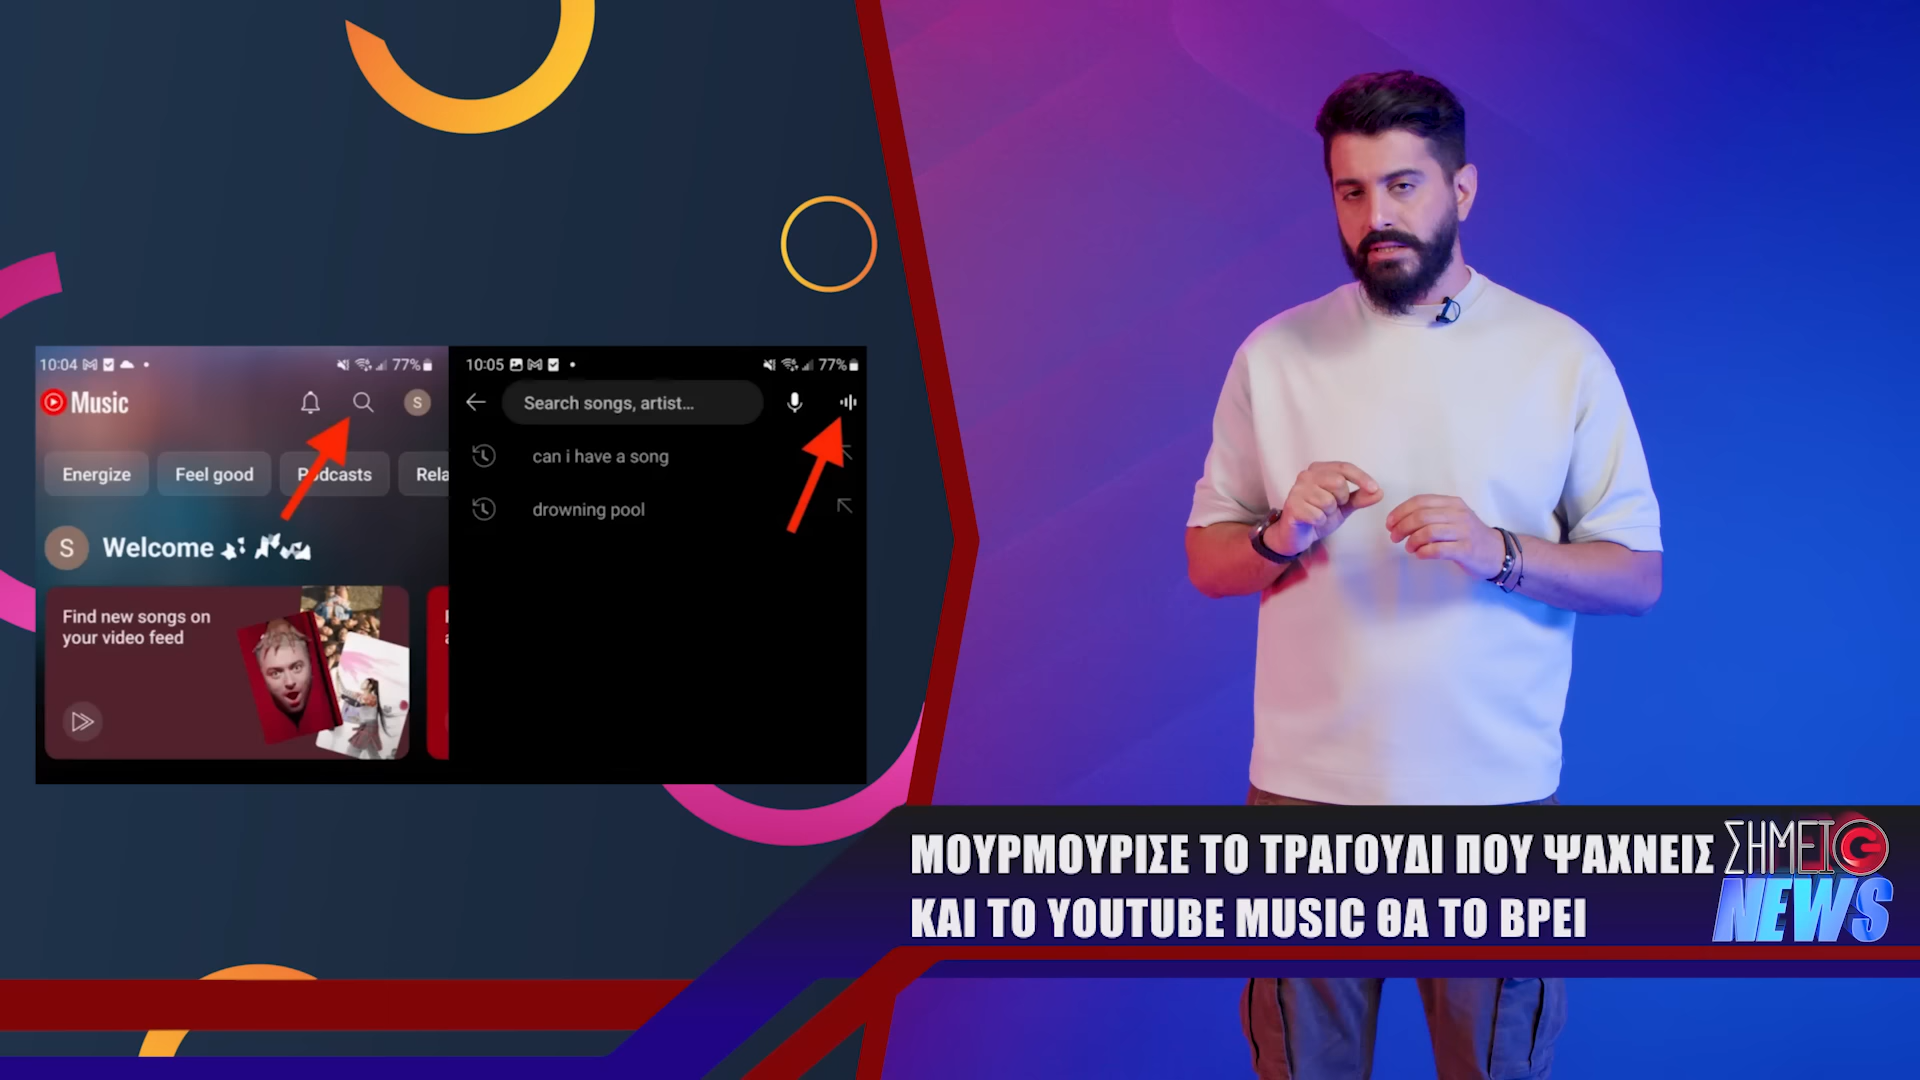 10:04
77%
Music
S
Energize
Feel good
Podcasts
Rela
S
Welcome
Find new songs on
your video feed
10:05
77%
Search songs, artist...
can i have a song
drowning pool
ΜΟΥΡΜΟΥΡΙΣΕ ΤΟ ΤΡΑΓΟΥΔΙ ΠΟΥ ΨΑΧΝΕΙΣ
ΚΑΙ ΤΟ YOUTUBE MUSIC ΘΑ ΤΟ ΒΡΕΙ
ΣΗΜΕΙG
NEWS